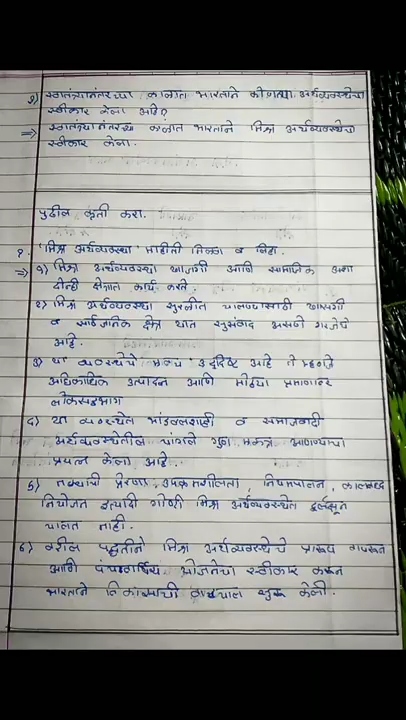 १) स्वातंत्र्यानंतरच्या काळात भारताने कोणत्या अर्थव्यवस्थेचा
स्वीकार केला आहे?
⇒ स्वातंत्र्यानंतरच्या काळात भारताने मिश्र अर्थव्यवस्थेचा
स्वीकार केला.
पुढील कृती करा.
१. 'मिश्र अर्थव्यवस्था' माहिती मिळवा व लिहा.
⇒ १) मिश्र अर्थव्यवस्था खाजगी आणि सामाजिक अशा
दोन्ही क्षेत्रात कार्य करते.
२) मिश्र अर्थव्यवस्था सुरळीत चालण्यासाठी खासगी
व सार्वजनिक क्षेत्र यात सुसंवाद असणे गरजेचे
आहे.
३) या व्यवस्थेचे उद्दिष्ट आहे ते म्हणजे
अधिकाधिक उत्पादन आणि मोठ्या प्रमाणावर
लोकसहभाग
४) या व्यवस्थेत भांडवलशाही व समाजवादी
अर्थव्यवस्थेतील चांगले गुण एकत्र आणण्याचा
प्रयत्न केला आहे.
५) नफ्याची प्रेरणा, उपक्रमशीलता, शिस्तपालन, कालबद्ध
नियोजन इत्यादी गोष्टी मिश्र अर्थव्यवस्थेत दुर्लक्षून
चालत नाही.
६) वरील पद्धतीने मिश्र अर्थव्यवस्थेचे प्रारूप वापरून
आणि पंचवार्षिक योजनेचा स्वीकार करून
भारताने विकासाची वाटचाल सुरू केली.